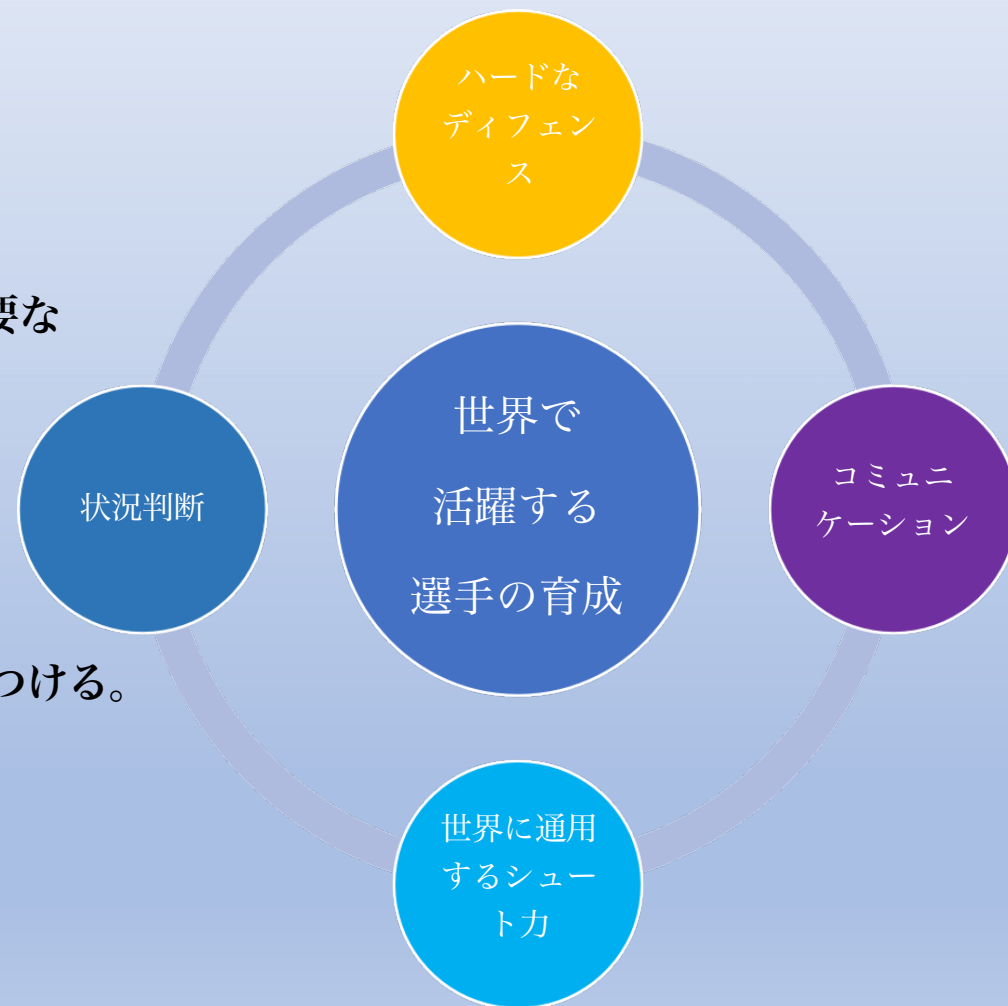 ハードな
ディフェン
ス
要な
世界で
活躍する
選手の育成
状況判断
コミュニ
ケーション
つける。
世界に通用
するシュー
ト力